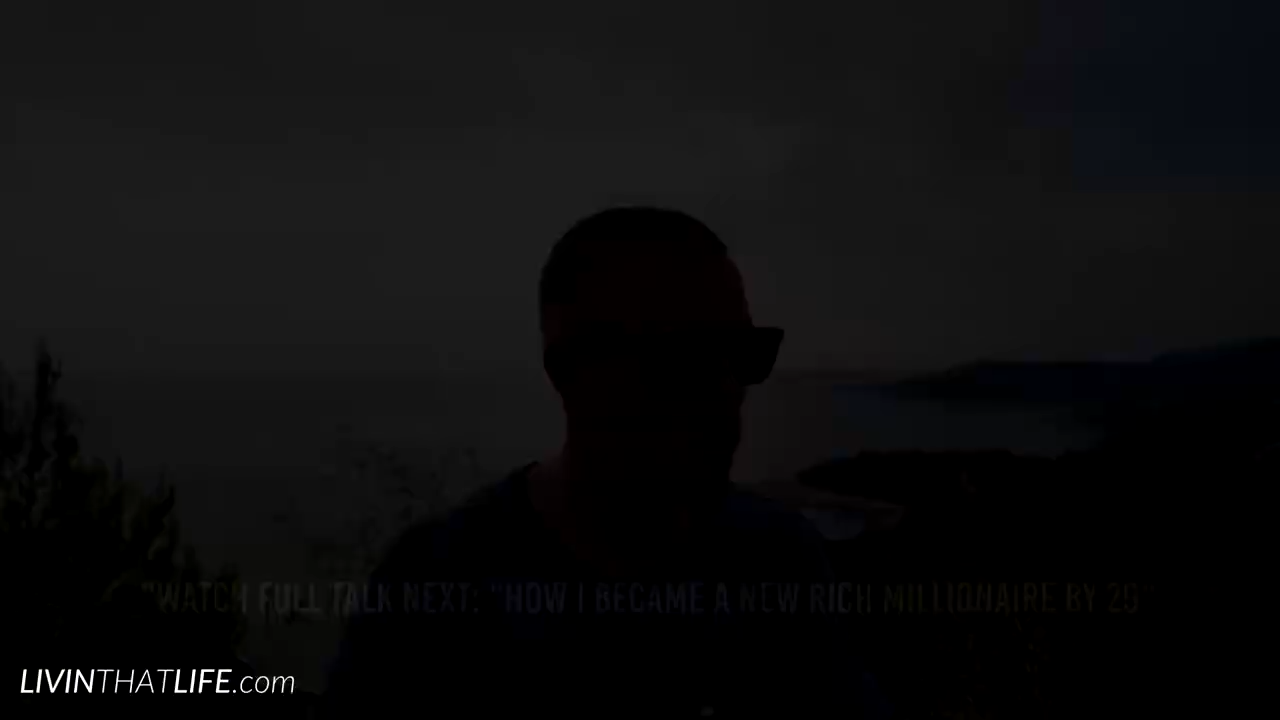 "WATCH FULL TALK NEXT: "HOW I BECAME A NEW RICH MILLIONAIRE BY
LIVINTHATLIFE.com